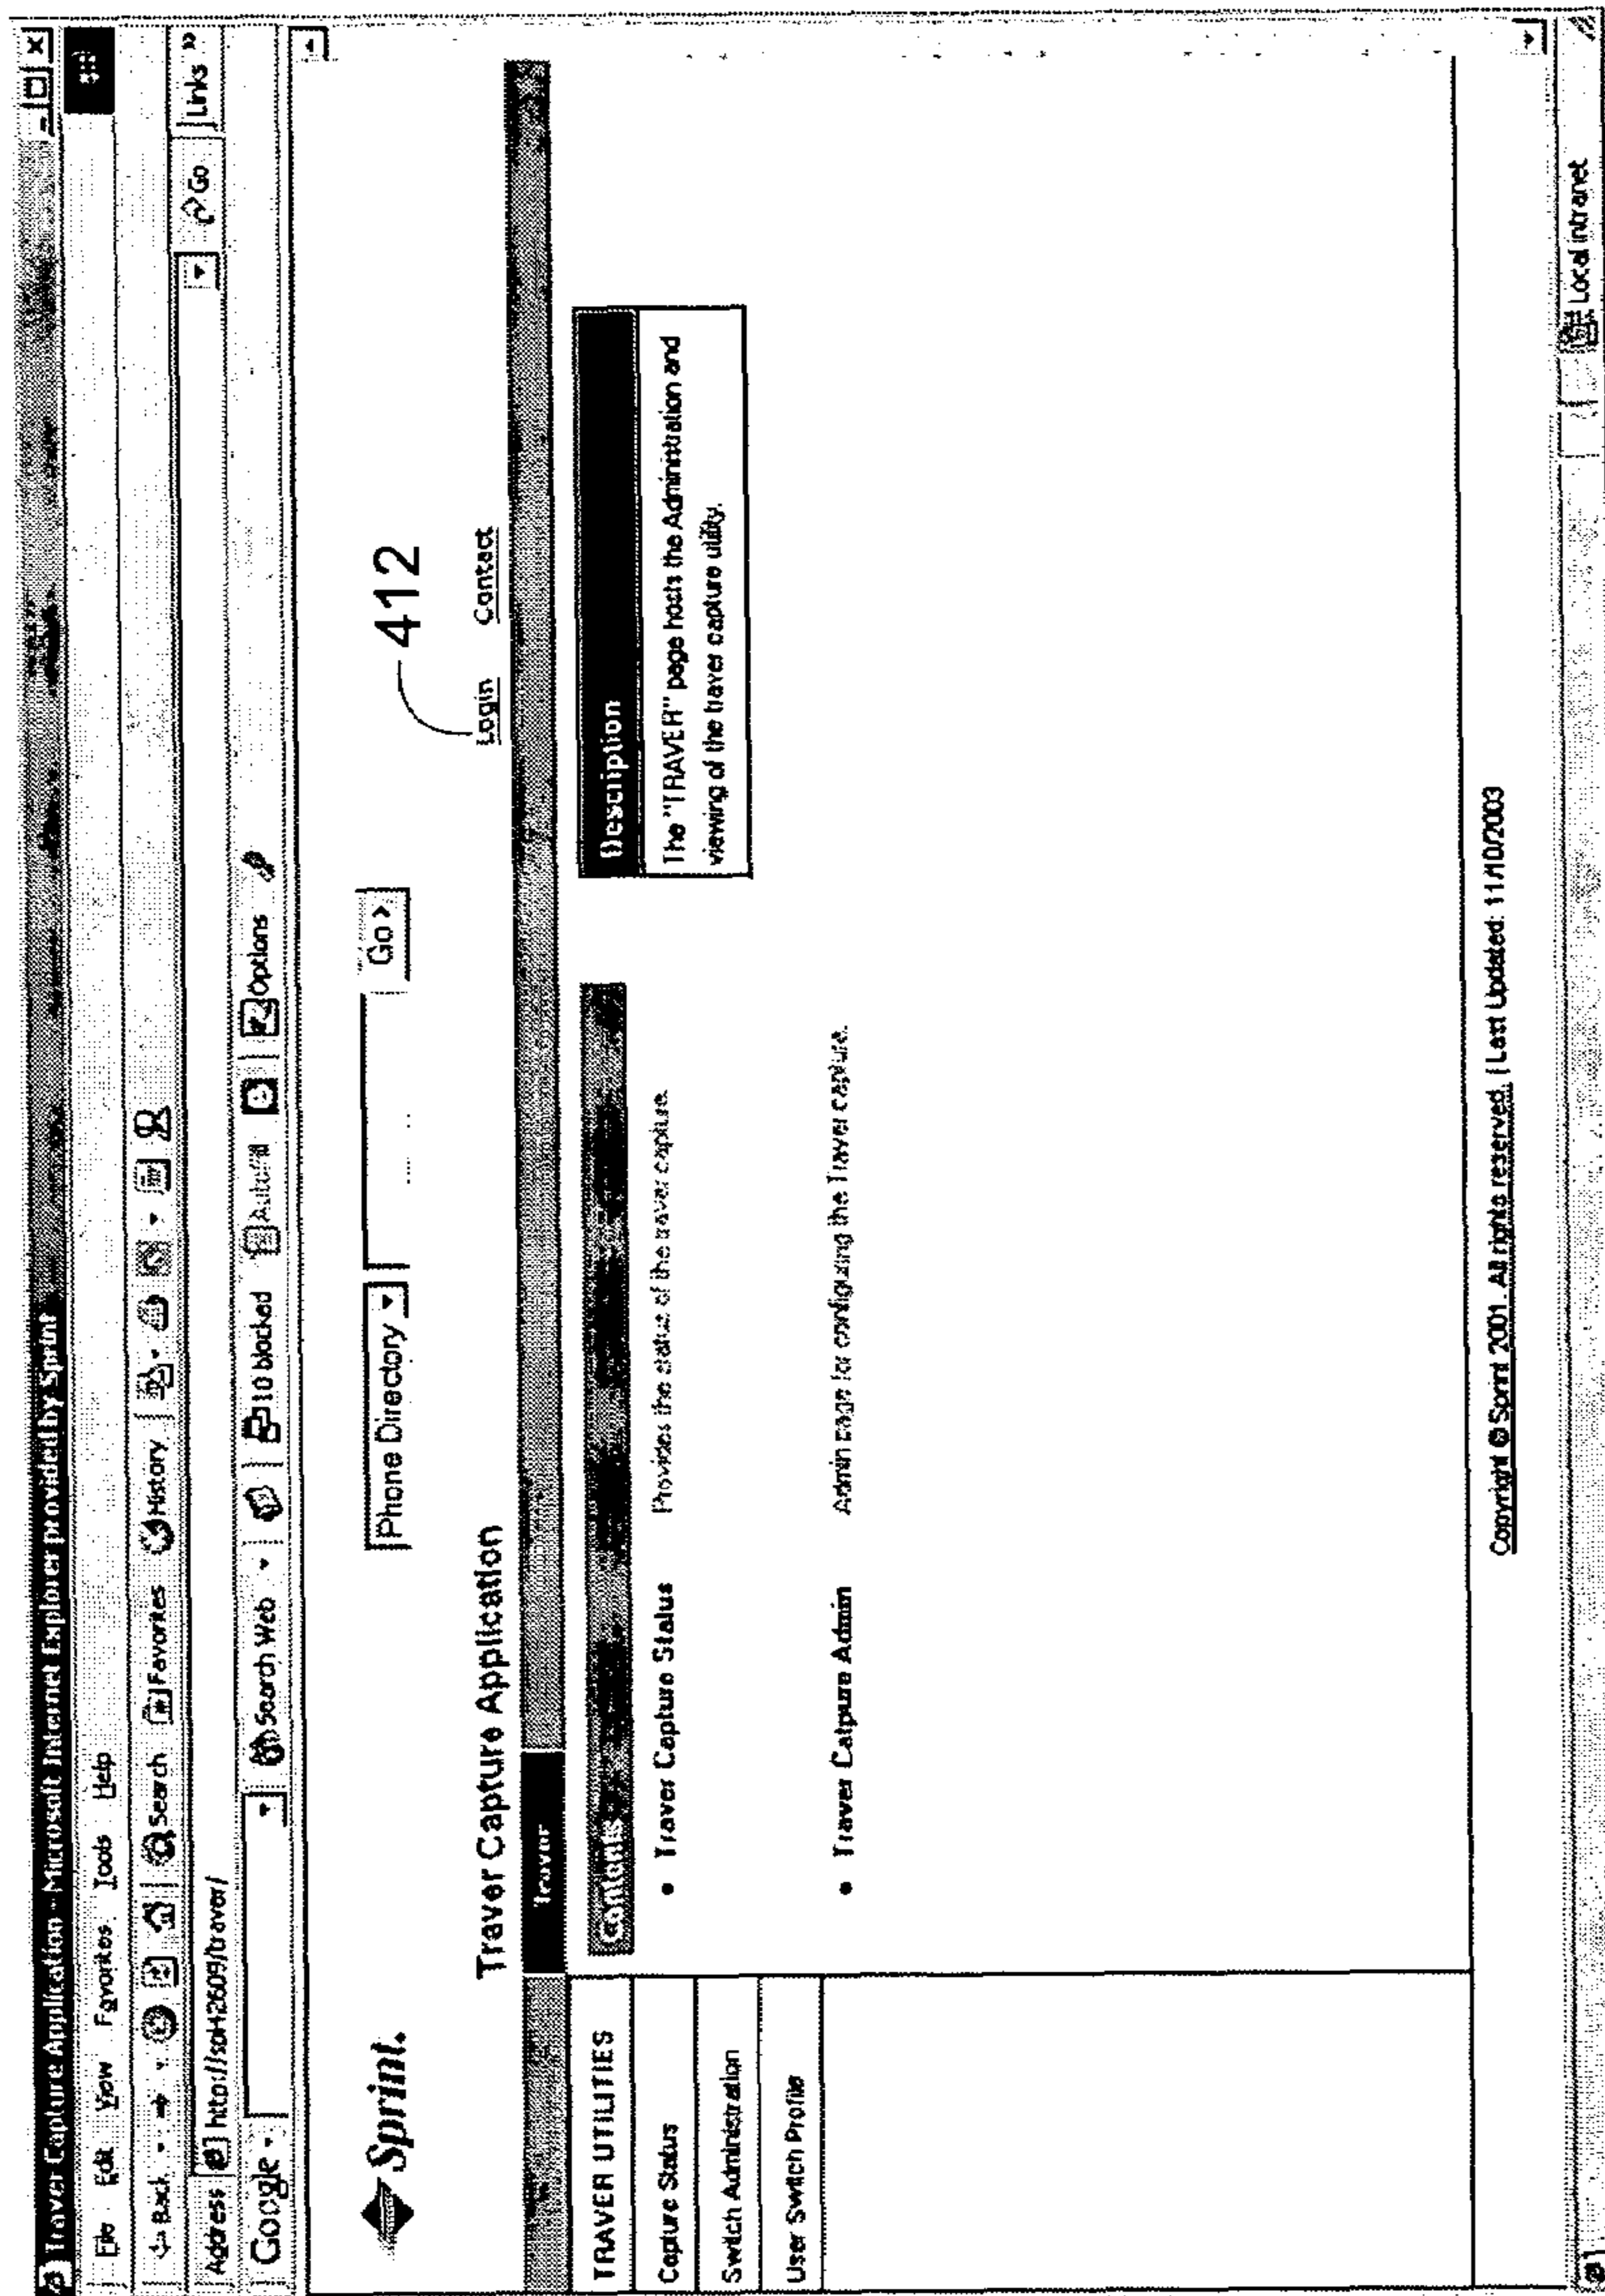 Traver Capture Application - Microsoft Internet Explorer provided by Sprint
File Edit View Favorites Tools Help
Back Search Favorites History
Address http://sph2609/traver/ Go Links »
Google Search Web 10 blocked AutoFill Options
Sprint. Phone Directory Go >
412
Traver Capture Application Login Contact
Traver
TRAVER UTILITIES
Capture Status
Switch Administration
User Switch Profile
Contents
• Traver Capture Status Provides the status of the traver capture.
• Traver Catpure Admin Admin page for configuring the Traver capture.
Description
The "TRAVER" page hosts the Administration and
viewing of the traver capture utility.
Copyright © Sprint 2001. All rights reserved. | Last Updated: 11/10/2003
Local intranet